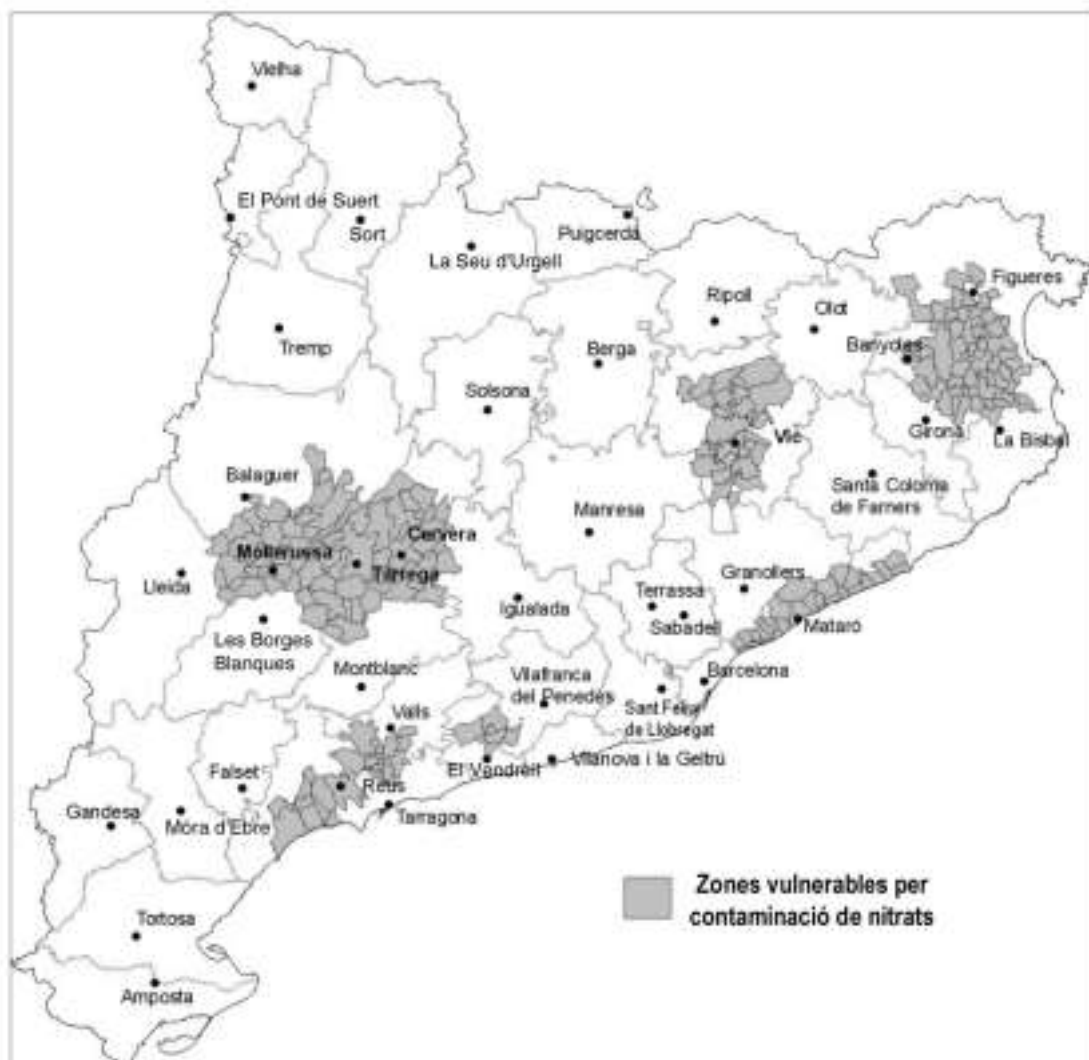 Vielha
El Pont de Suert
Sort
Puigcerda
La Seu d'Urgell
Figueres
Ripoll
Olot
Tremp
Berga
Banyoles
Solsona
Vic
Girona
La Bisbal
Balaguer
Santa Coloma
de Farners
Manresa
Cervera
Mollerussa
Tàrrega
Lleida
Granollers
Terrassa
Igualada
Sabadell
Mataró
Les Borges
Blanques
Montblanc
Vilafranca
del Penedès
Barcelona
Sant Feliu
de Llobregat
Valls
El Vendrell
Vilanova i la Geltrú
Falset
Reus
Gandesa
Mora d'Ebre
Tarragona
Zones vulnerables per
contaminació de nitrats
Tortosa
Amposta